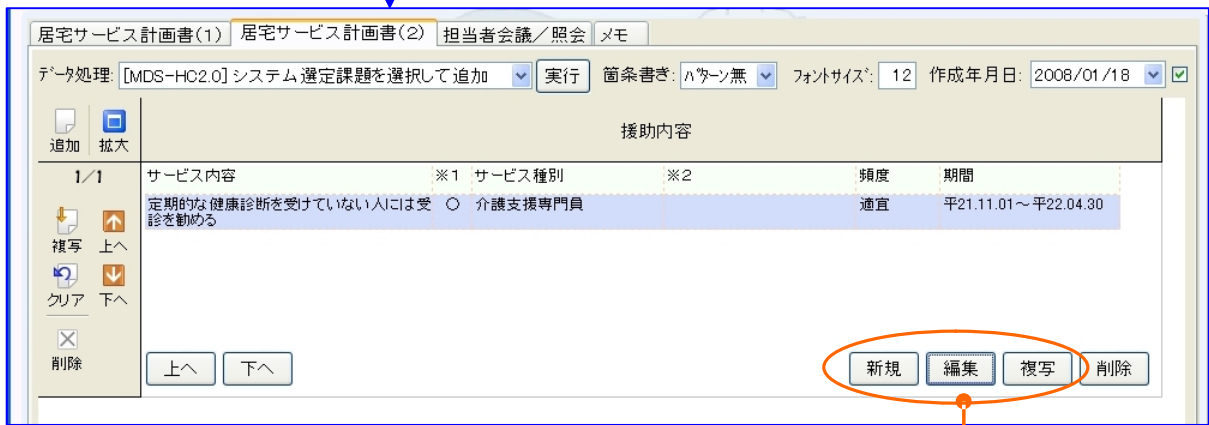 居宅サービス計画書(1) 居宅サービス計画書(2) 担当者会議／照会 メモ
ﾃﾞｰﾀ処理: [MDS-HC2.0] システム選定課題を選択して追加 実行 箇条書き: ﾊﾟﾀｰﾝ無 ﾌｫﾝﾄｻｲｽﾞ: 12 作成年月日: 2008/01/18
追加 拡大 援助内容
1/1 サービス内容 ※1 サービス種別 ※2 頻度 期間
定期的な健康診断を受けていない人には受 ○ 介護支援専門員 適宜 平21.11.01～平22.04.30
診を勧める
複写 上へ
クリア 下へ
削除 上へ 下へ 新規 編集 複写 削除